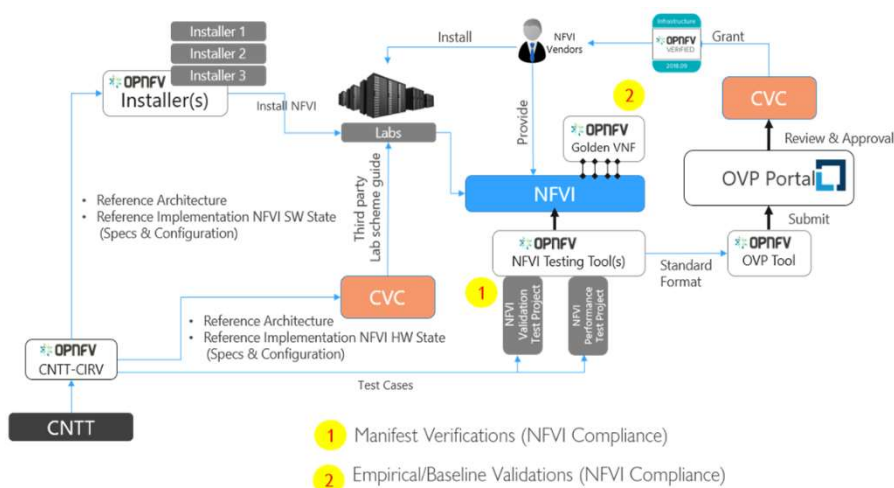 Installer 1
Installer 2
Installer 3
OPNFV
Installer(s)
Install NFVI
Install
NFVI
Vendors
Infrastructure
OPNFV
VERIFIED
2018.09
Grant
CVC
Review & Approval
OVP Portal
Submit
OPNFV
OVP Tool
Standard
Format
2
OPNFV
Golden VNF
Provide
Labs
NFVI
OPNFV
NFVI Testing Tool(s)
1
NFVI
Validation
Test Project
NFVI
Performance
Test Project
Third party
Lab scheme guide
CVC
• Reference Architecture
• Reference Implementation NFVI SW State
(Specs & Configuration)
• Reference Architecture
• Reference Implementation NFVI HW State
(Specs & Configuration)
OPNFV
CNTT-CIRV
Test Cases
CNTT
1 Manifest Verifications (NFVI Compliance)
2 Empirical/Baseline Validations (NFVI Compliance)